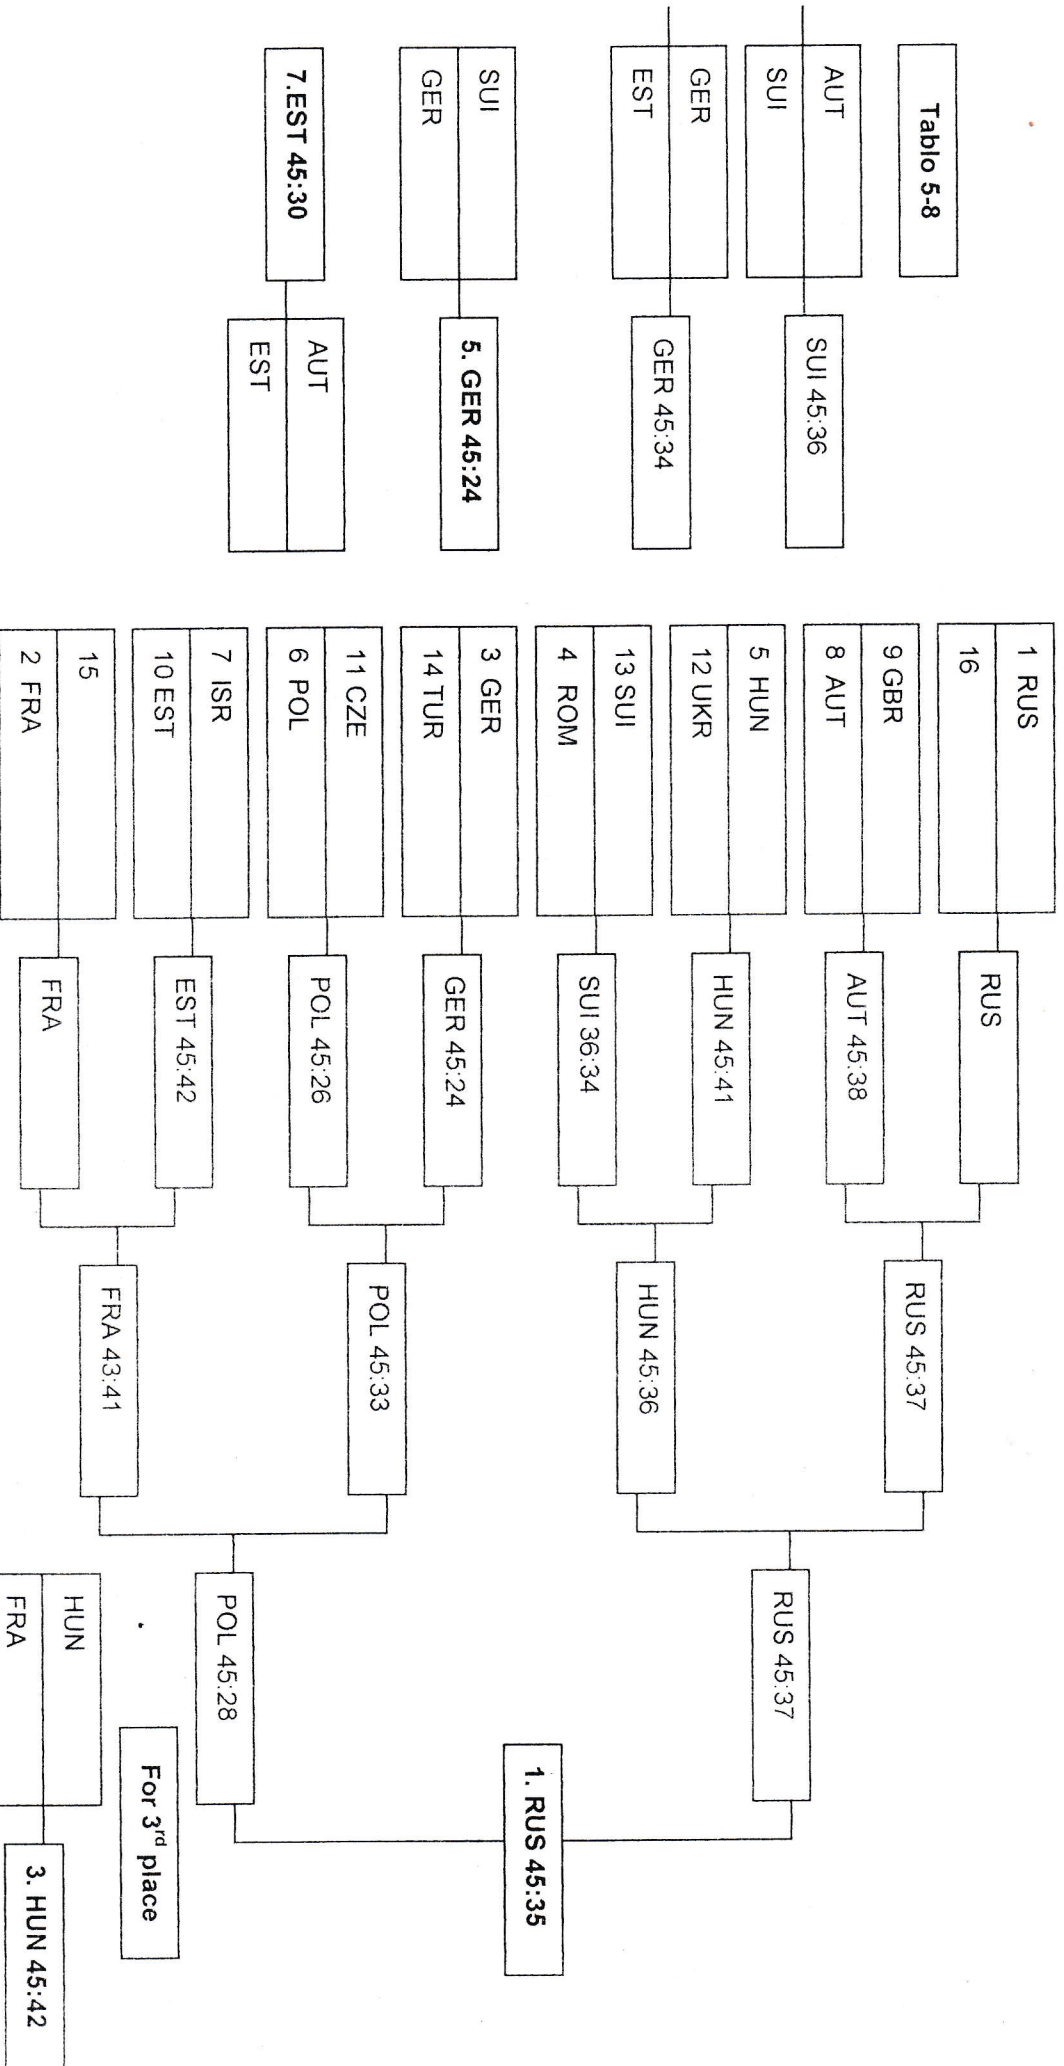 Tablo 5-8
AUT
SUI
SUI 45:36
GER
EST
GER 45:34
SUI
GER
5. GER 45:24
7.EST 45:30
AUT
EST
1 RUS
16
9 GBR
8 AUT
5 HUN
12 UKR
13 SUI
4 ROM
3 GER
14 TUR
11 CZE
6 POL
7 ISR
10 EST
15
2 FRA
RUS
AUT 45:38
HUN 45:41
SUI 36:34
GER 45:24
POL 45:26
EST 45:42
FRA
RUS 45:37
HUN 45:36
POL 45:33
FRA 43:41
RUS 45:37
POL 45:28
1. RUS 45:35
For 3rd place
HUN
FRA
3. HUN 45:42